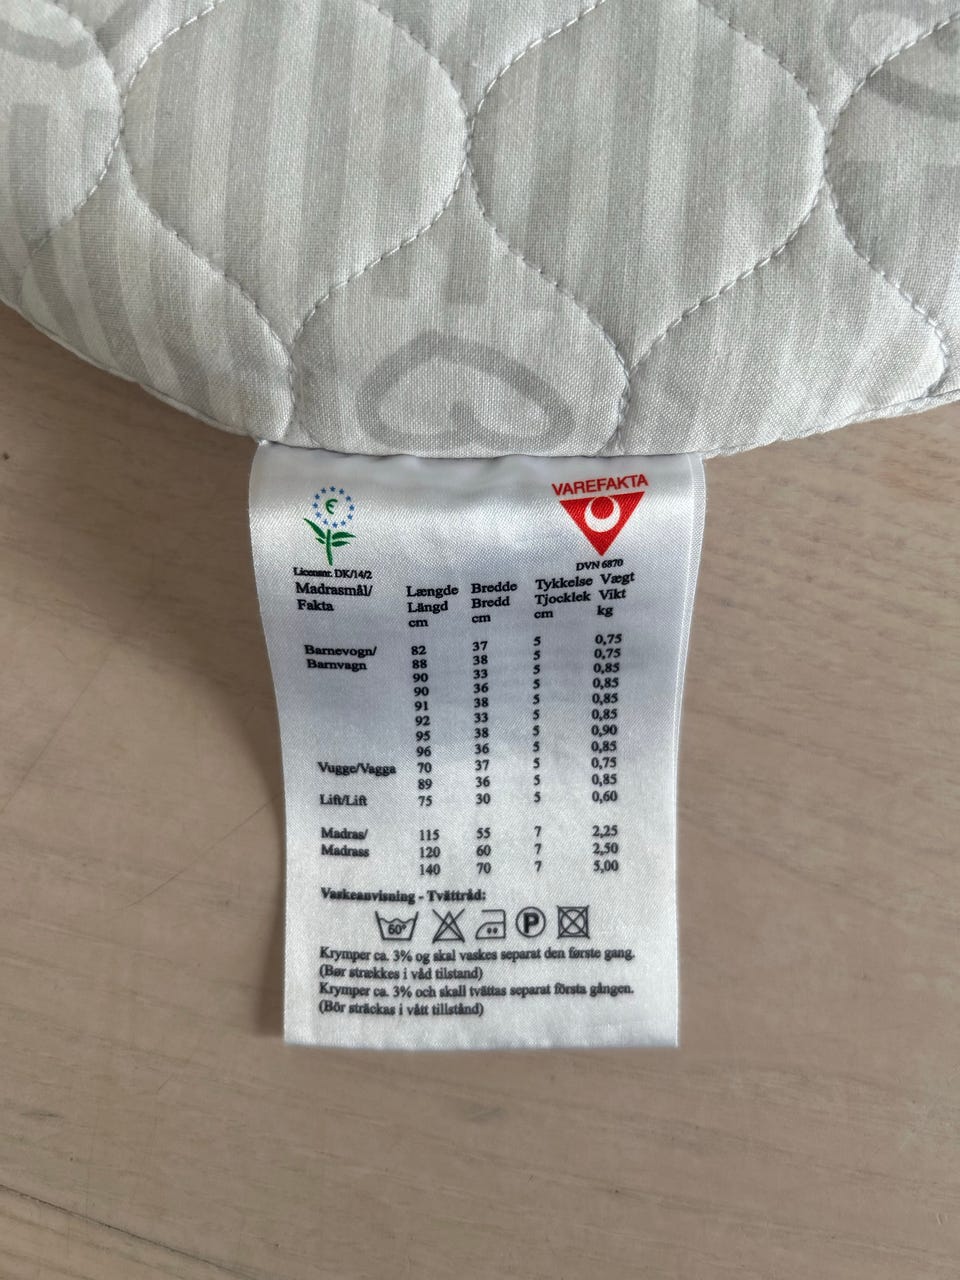 VAREFAKTA
Licensnr. DK/14/2
DVN 6870
Madrasmål/ Længde Bredde Tykkelse Vægt
Fakta Längd Bredd Tjocklek Vikt
cm cm cm kg
Barnevogn/ 82 37 5 0,75
Barnvagn 88 38 5 0,75
90 33 5 0,85
90 36 5 0,85
91 38 5 0,85
92 33 5 0,85
95 38 5 0,90
96 36 5 0,85
Vugge/Vagga 70 37 5 0,75
89 36 5 0,85
Lift/Lift 75 30 5 0,60
Madras/ 115 55 7 2,25
Madrass 120 60 7 2,50
140 70 7 5,00
Vaskeanvisning - Tvättråd:
60° P
Krymper ca. 3% og skal vaskes separat den første gang.
(Bør strækkes i våd tilstand)
Krymper ca. 3% och skall tvättas separat första gången.
(Bör sträckas i vått tillstånd)